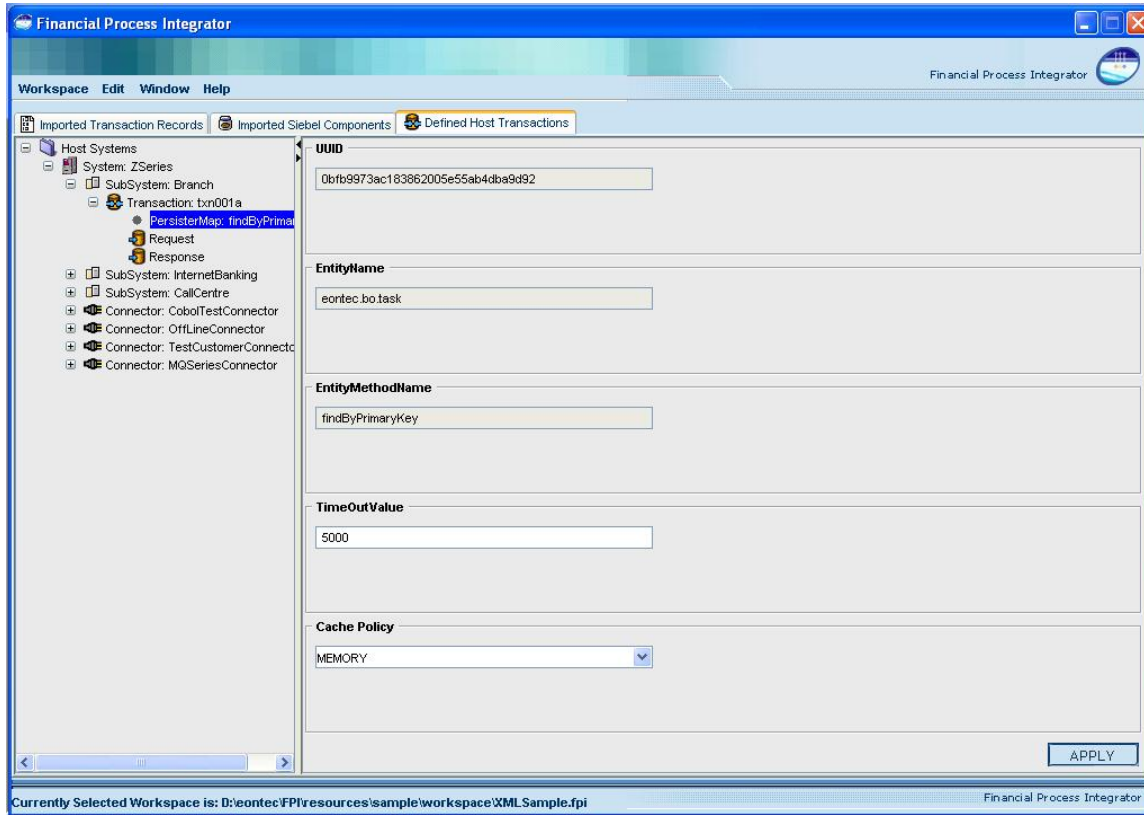 Financial Process Integrator
Financial Process Integrator
Workspace Edit Window Help
Imported Transaction Records Imported Siebel Components Defined Host Transactions
Host Systems
System: ZSeries
SubSystem: Branch
Transaction: txn001a
PersisterMap: findByPrimar
Request
Response
SubSystem: InternetBanking
SubSystem: CallCentre
Connector: CobolTestConnector
Connector: OffLineConnector
Connector: TestCustomerConnecto
Connector: MQSeriesConnector
UUID
0bfb9973ac183862005e55ab4dba9d92
EntityName
eontec.bo.task
EntityMethodName
findByPrimaryKey
TimeOutValue
5000
Cache Policy
MEMORY
APPLY
Currently Selected Workspace is: D:\eontec\FPI\resources\sample\workspace\XMLSample.fpi
Financial Process Integrator